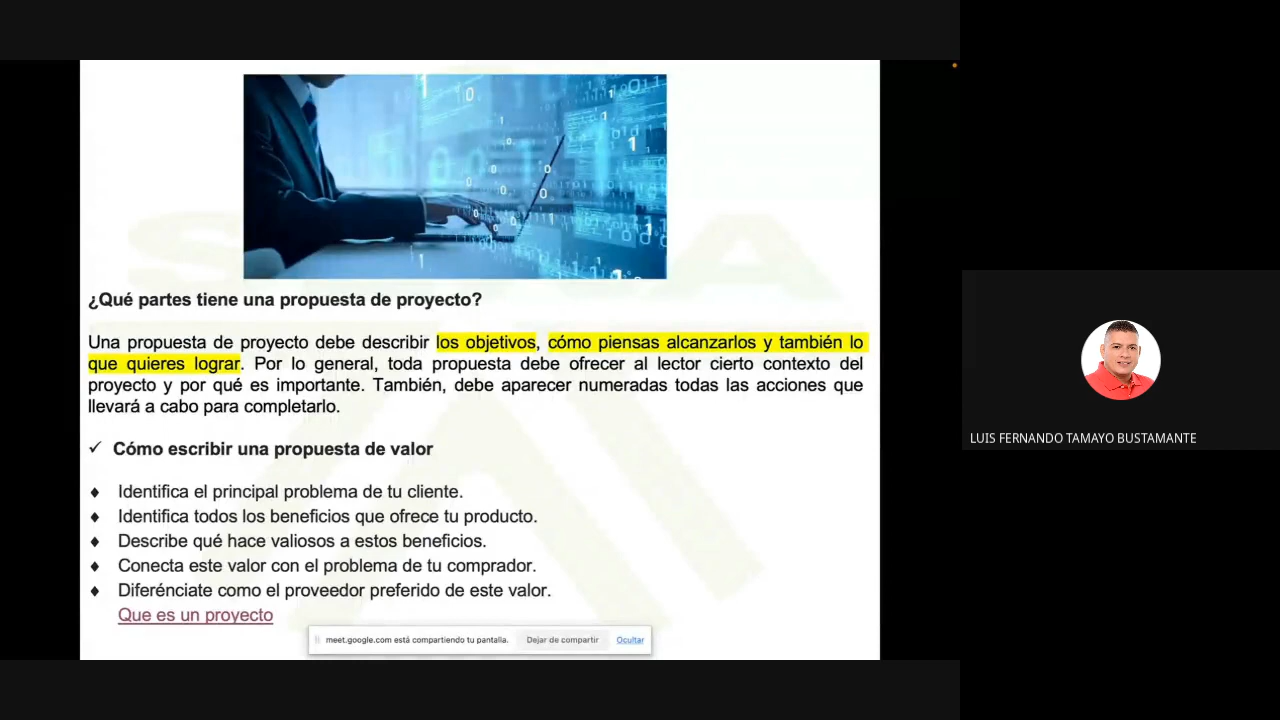 ¿Qué partes tiene una propuesta de proyecto?
Una propuesta de proyecto debe describir los objetivos, cómo piensas alcanzarlos y también lo
que quieres lograr. Por lo general, toda propuesta debe ofrecer al lector cierto contexto del
proyecto y por qué es importante. También, debe aparecer numeradas todas las acciones que
llevará a cabo para completarlo.
✓ Cómo escribir una propuesta de valor
♦ Identifica el principal problema de tu cliente.
♦ Identifica todos los beneficios que ofrece tu producto.
♦ Describe qué hace valiosos a estos beneficios.
♦ Conecta este valor con el problema de tu comprador.
♦ Diferénciate como el proveedor preferido de este valor.
Que es un proyecto
meet.google.com está compartiendo tu pantalla. Dejar de compartir Ocultar
LUIS FERNANDO TAMAYO BUSTAMANTE